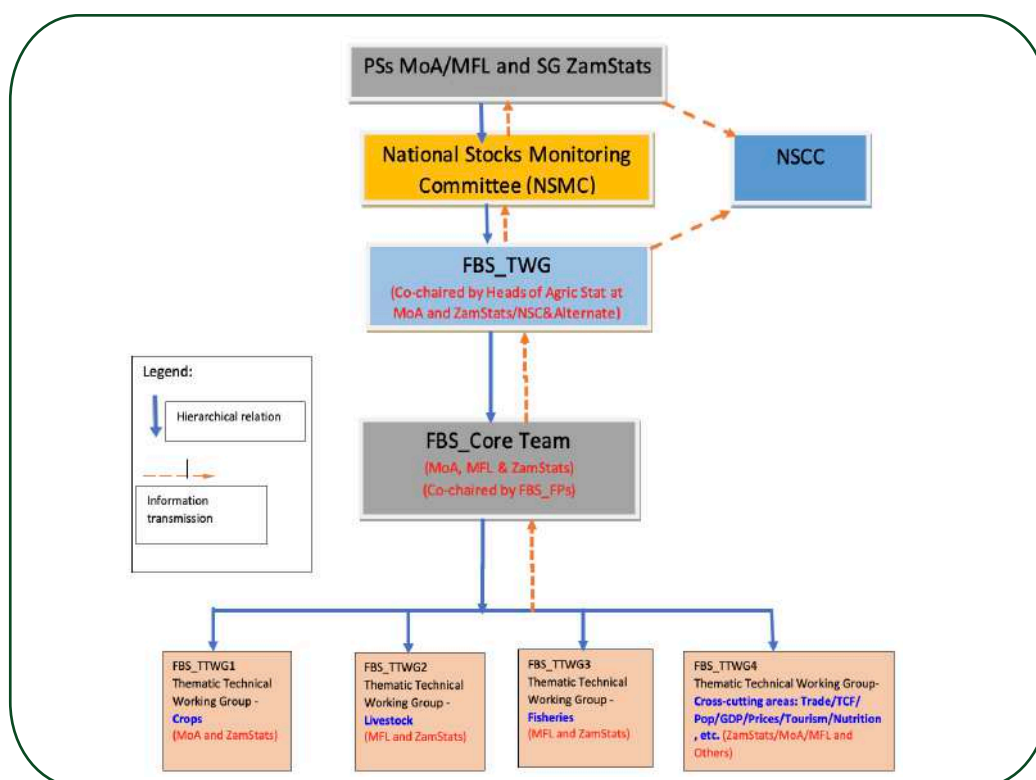 PSs MoA/MFL and SG ZamStats
National Stocks Monitoring
Committee (NSMC)
NSCC
FBS_TWG
(Co-chaired by Heads of Agric Stat at
MoA and ZamStats/NSC&Alternate)
Legend:
Hierarchical relation
Information
transmission
FBS_Core Team
(MoA, MFL & ZamStats)
(Co-chaired by FBS_FPs)
FBS_TTWG1
Thematic Technical
Working Group -
Crops
(MoA and ZamStats)
FBS_TTWG2
Thematic Technical
Working Group -
Livestock
(MFL and ZamStats)
FBS_TTWG3
Thematic Technical
Working Group -
Fisheries
(MFL and ZamStats)
FBS_TTWG4
Thematic Technical Working Group-
Cross-cutting areas: Trade/TCF/
Pop/GDP/Prices/Tourism/Nutrition
, etc. (ZamStats/MoA/MFL and
Others)